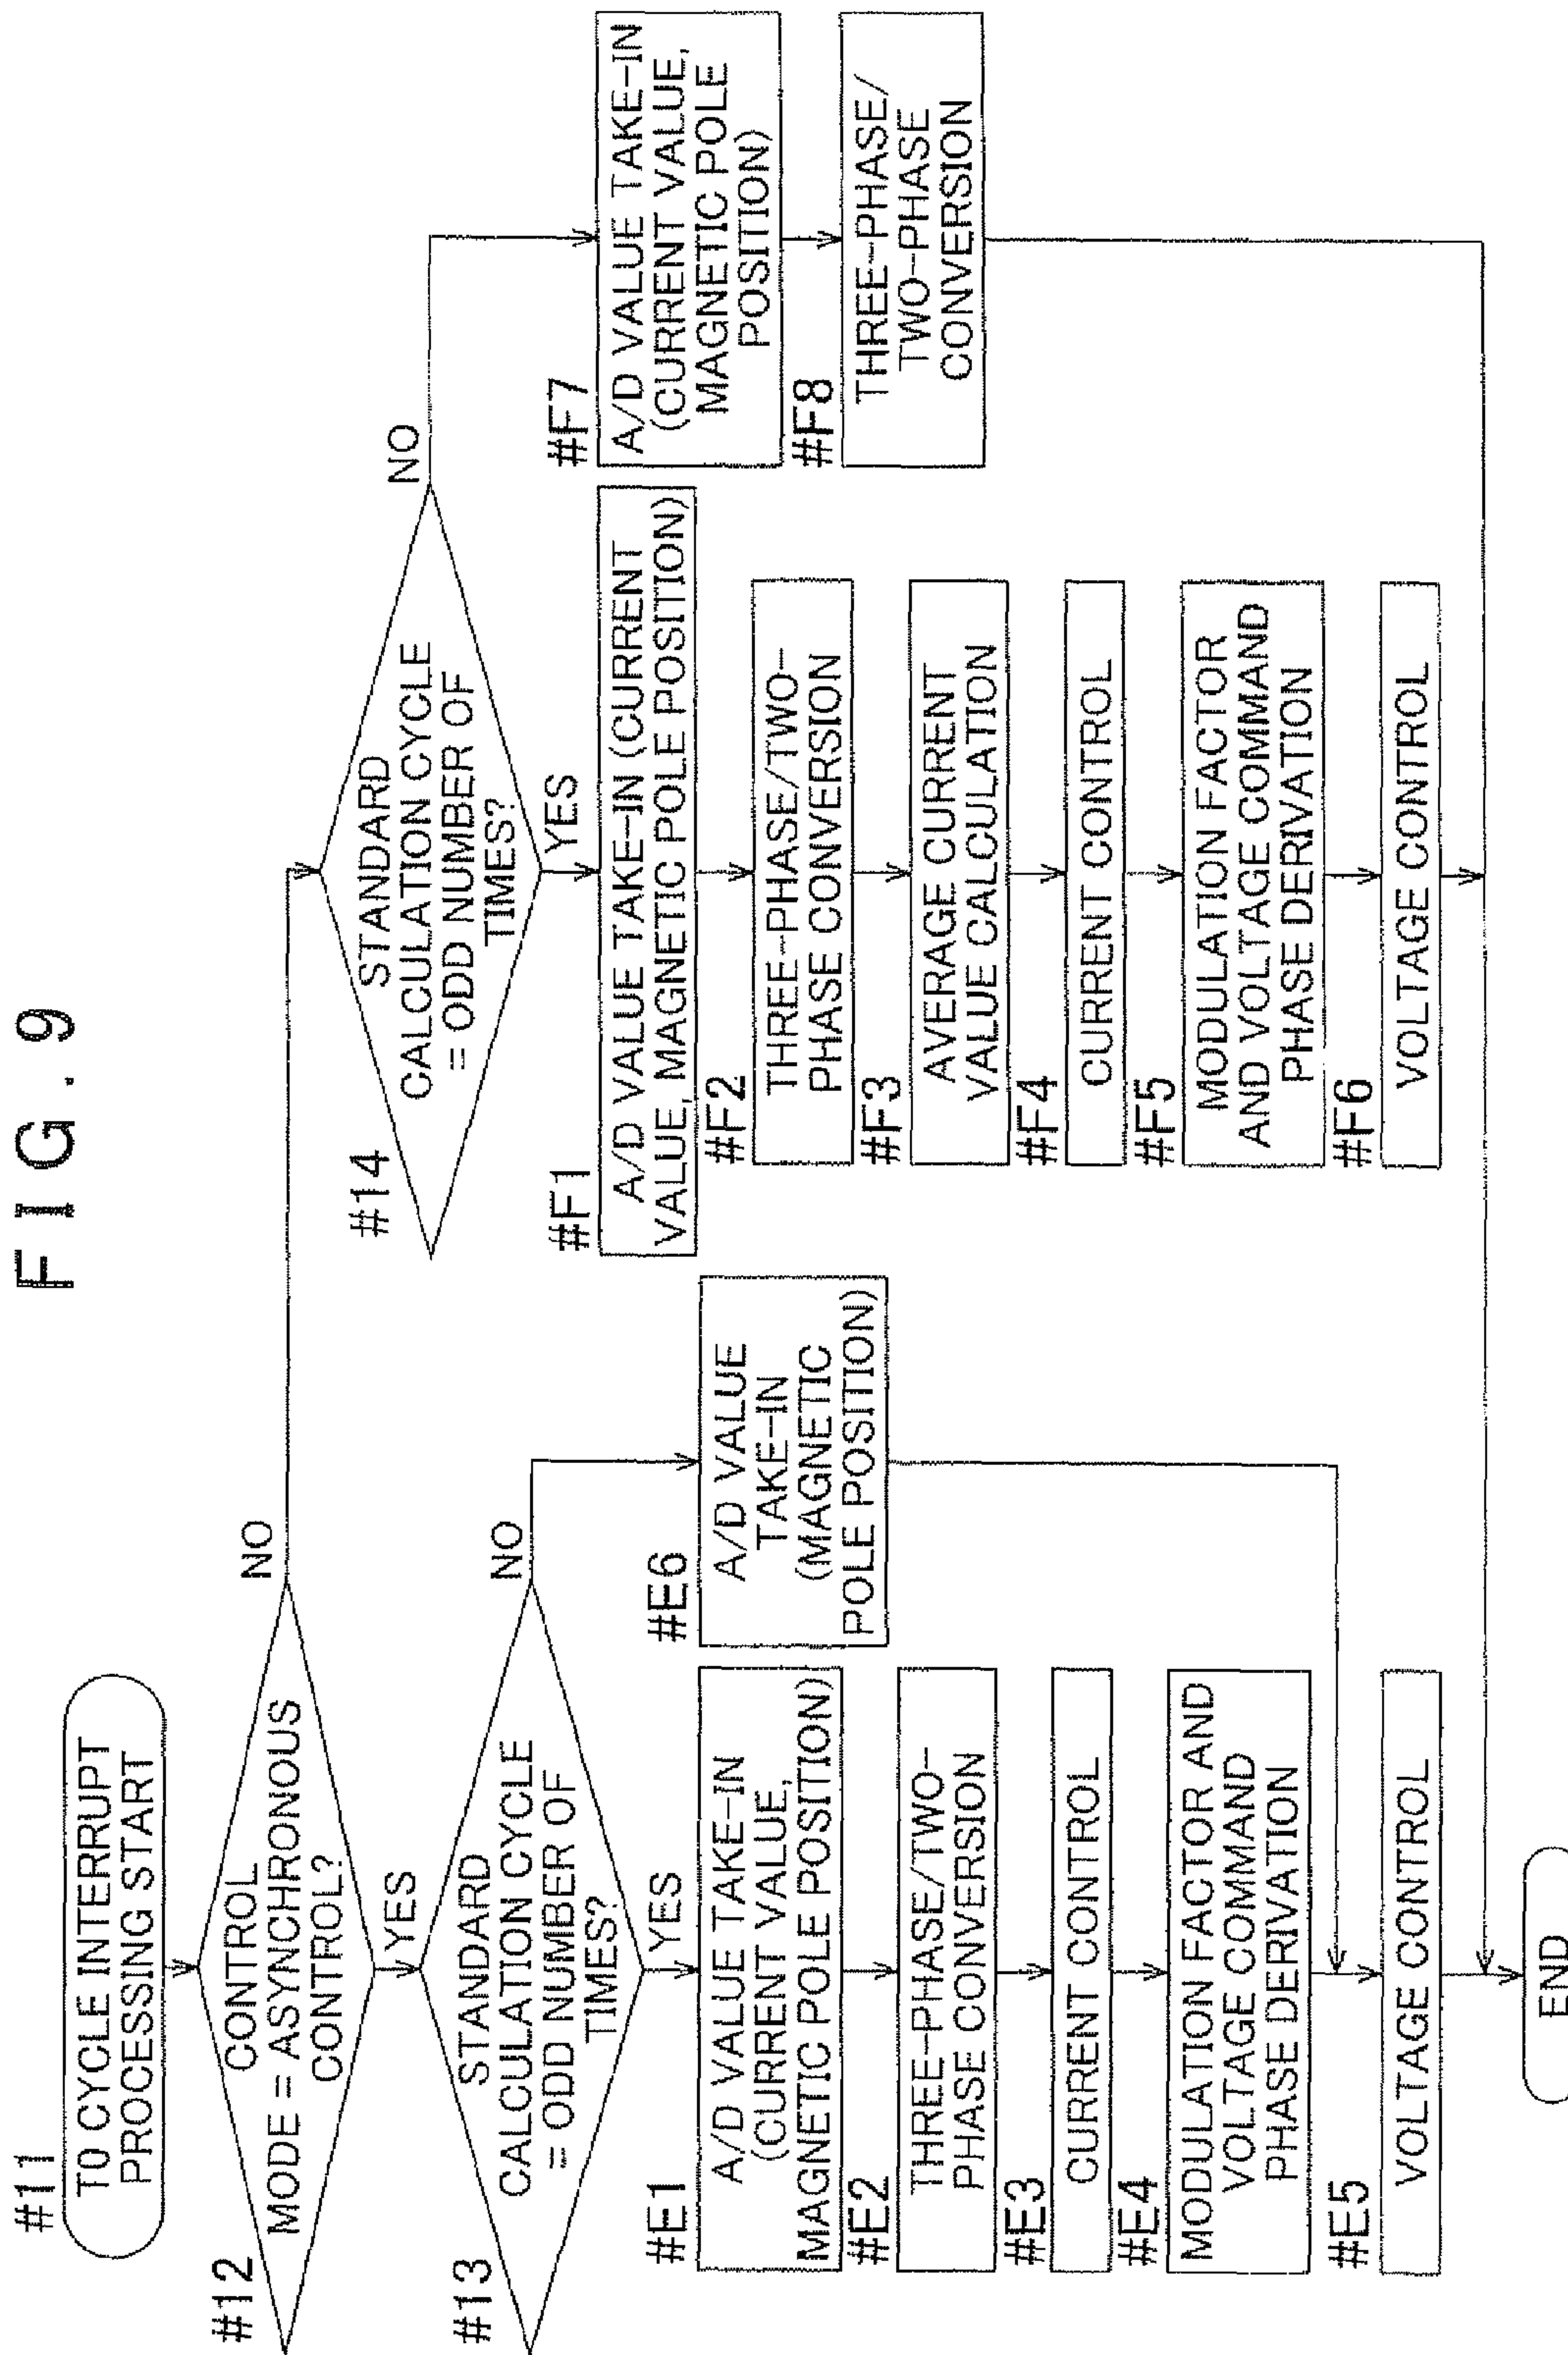 FIG. 9
#11
TO CYCLE INTERRUPT
PROCESSING START
#12
CONTROL
MODE = ASYNCHRONOUS
CONTROL?
NO
YES
#13
STANDARD
CALCULATION CYCLE
= ODD NUMBER OF
TIMES?
NO
YES
#E1
A/D VALUE TAKE-IN
(CURRENT VALUE,
MAGNETIC POLE POSITION)
#E2
THREE-PHASE/TWO-
PHASE CONVERSION
#E3
CURRENT CONTROL
#E4
MODULATION FACTOR AND
VOLTAGE COMMAND
PHASE DERIVATION
#E5
VOLTAGE CONTROL
#E6
A/D VALUE
TAKE-IN
(MAGNETIC
POLE POSITION)
#14
STANDARD
CALCULATION CYCLE
= ODD NUMBER OF
TIMES?
NO
YES
#F1
A/D VALUE TAKE-IN (CURRENT
VALUE, MAGNETIC POLE POSITION)
#F2
THREE-PHASE/TWO-
PHASE CONVERSION
#F3
AVERAGE CURRENT
VALUE CALCULATION
#F4
CURRENT CONTROL
#F5
MODULATION FACTOR
AND VOLTAGE COMMAND
PHASE DERIVATION
#F6
VOLTAGE CONTROL
#F7
A/D VALUE TAKE-IN
(CURRENT VALUE,
MAGNETIC POLE
POSITION)
#F8
THREE-PHASE/
TWO-PHASE
CONVERSION
END